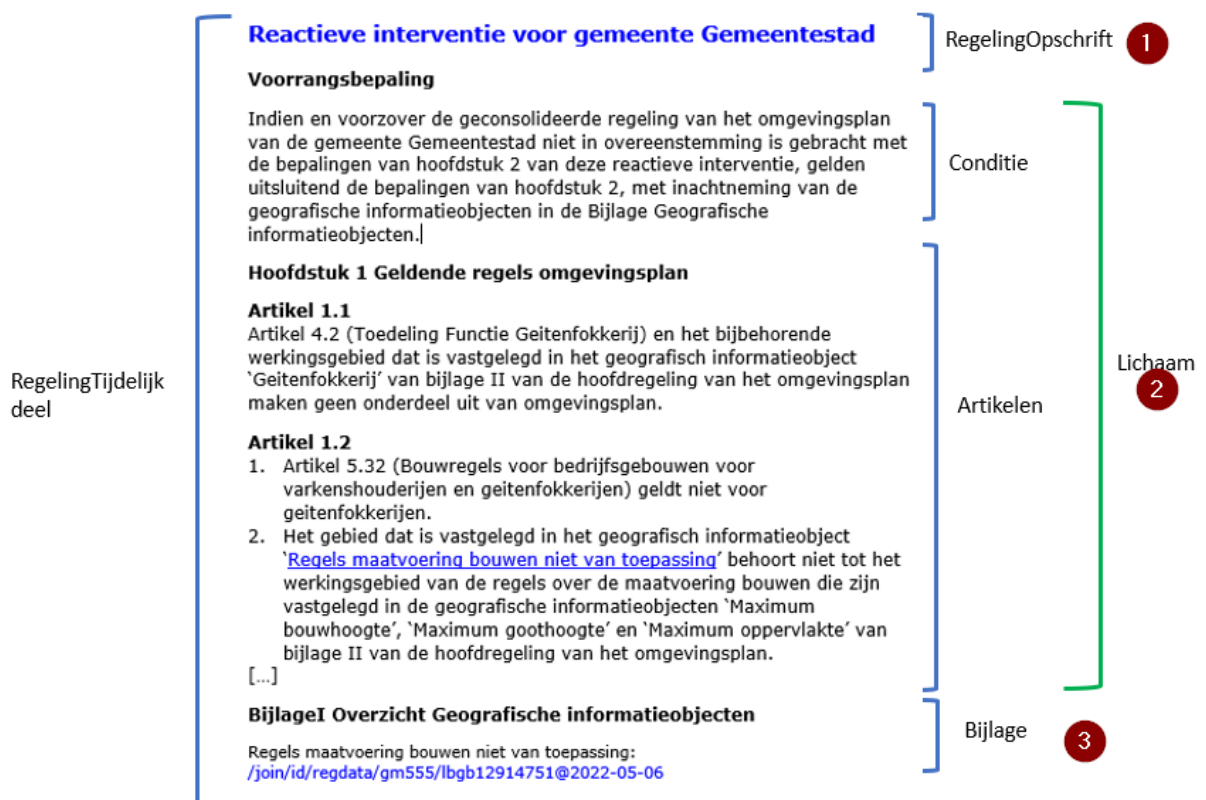 Reactieve interventie voor gemeente Gemeentestad
RegelingOpschrift
1
Voorrangsbepaling
Indien en voorzover de geconsolideerde regeling van het omgevingsplan
van de gemeente Gemeentestad niet in overeenstemming is gebracht met
de bepalingen van hoofdstuk 2 van deze reactieve interventie, gelden
uitsluitend de bepalingen van hoofdstuk 2, met inachtneming van de
geografische informatieobjecten in de Bijlage Geografische
informatieobjecten.
Conditie
Hoofdstuk 1 Geldende regels omgevingsplan
Artikel 1.1
Artikel 4.2 (Toedeling Functie Geitenfokkerij) en het bijbehorende
werkingsgebied dat is vastgelegd in het geografisch informatieobject
‘Geitenfokkerij’ van bijlage II van de hoofdregeling van het omgevingsplan
maken geen onderdeel uit van omgevingsplan.
RegelingTijdelijk
deel
Artikelen
Lichaam
2
Artikel 1.2
1. Artikel 5.32 (Bouwregels voor bedrijfsgebouwen voor
varkenshouderijen en geitenfokkerijen) geldt niet voor
geitenfokkerijen.
2. Het gebied dat is vastgelegd in het geografisch informatieobject
‘Regels maatvoering bouwen niet van toepassing’ behoort niet tot het
werkingsgebied van de regels over de maatvoering bouwen die zijn
vastgelegd in de geografische informatieobjecten ‘Maximum
bouwhoogte’, ‘Maximum goothoogte’ en ‘Maximum oppervlakte’ van
bijlage II van de hoofdregeling van het omgevingsplan.
[...]
BijlageI Overzicht Geografische informatieobjecten
Regels maatvoering bouwen niet van toepassing:
/join/id/regdata/gm555/lbgb12914751@2022-05-06
Bijlage
3